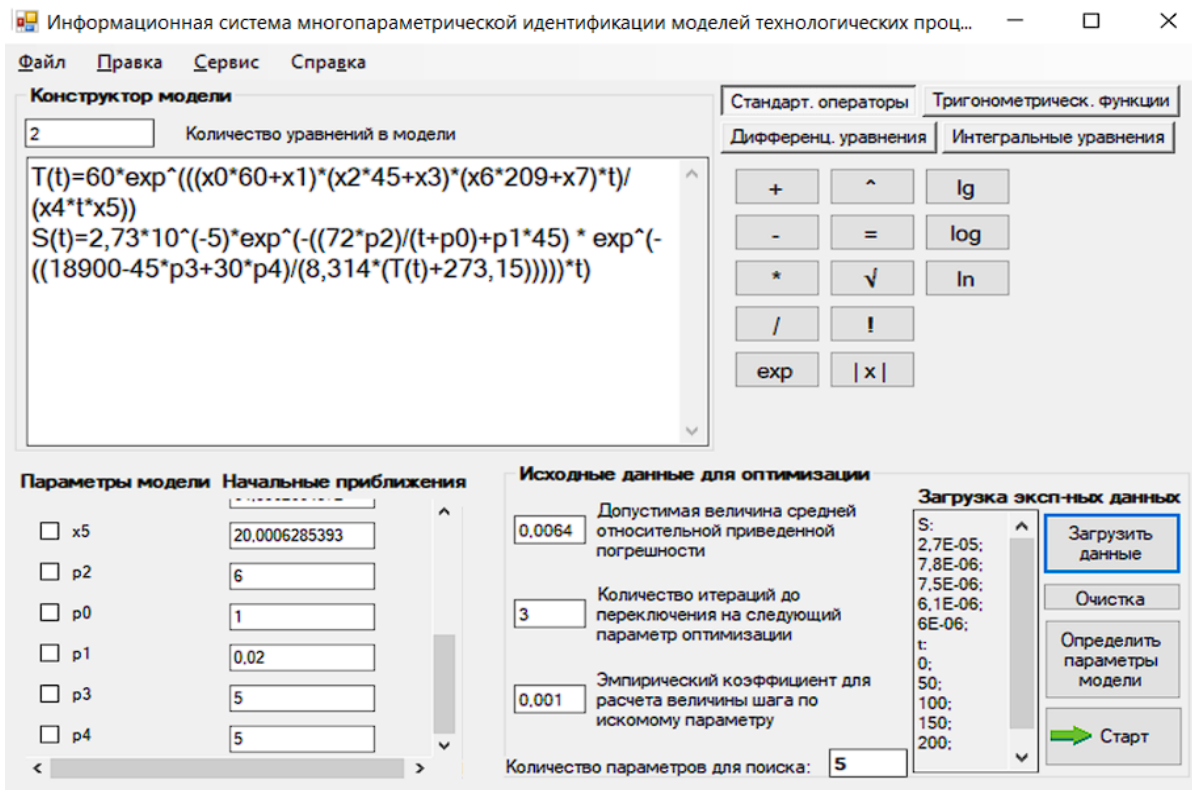 Информационная система многопараметрической идентификации моделей технологических проц...
Файл Правка Сервис Справка
Конструктор модели
2 Количество уравнений в модели
T(t)=60*exp^(((x0*60+x1)*(x2*45+x3)*(x6*209+x7)*t)/
(x4*t*x5))
S(t)=2,73*10^(-5)*exp^(-((72*p2)/(t+p0)+p1*45) * exp^(-
((18900-45*p3+30*p4)/(8,314*(T(t)+273,15)))))*t)
Стандарт. операторы Тригонометрическ. функции
Дифференц. уравнения Интегральные уравнения
+ ^ lg
- = log
* √ ln
/ !
exp | x |
Параметры модели Начальные приближения
x5 20,0006285393
p2 6
p0 1
p1 0,02
p3 5
p4 5
Исходные данные для оптимизации
0,0064 Допустимая величина средней
относительной приведенной
погрешности
3 Количество итераций до
переключения на следующий
параметр оптимизации
0,001 Эмпирический коэффициент для
расчета величины шага по
искомому параметру
Количество параметров для поиска: 5
Загрузка эксп-ных данных
S:
2,7E-05;
7,8E-06;
7,5E-06;
6,1E-06;
6E-06;
t:
0;
50;
100;
150;
200;
Загрузить
данные
Очистка
Определить
параметры
модели
Старт